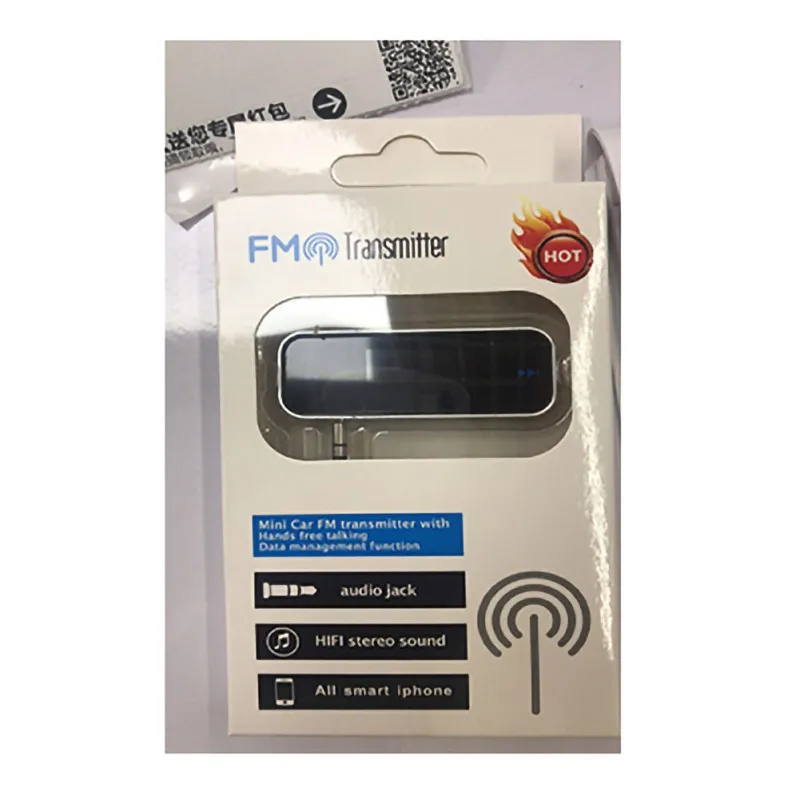 送您专属红包
FM Transmitter
HOT
Mini Car FM transmitter with
Hands free talking
Data management function
audio jack
HIFI stereo sound
All smart iphone